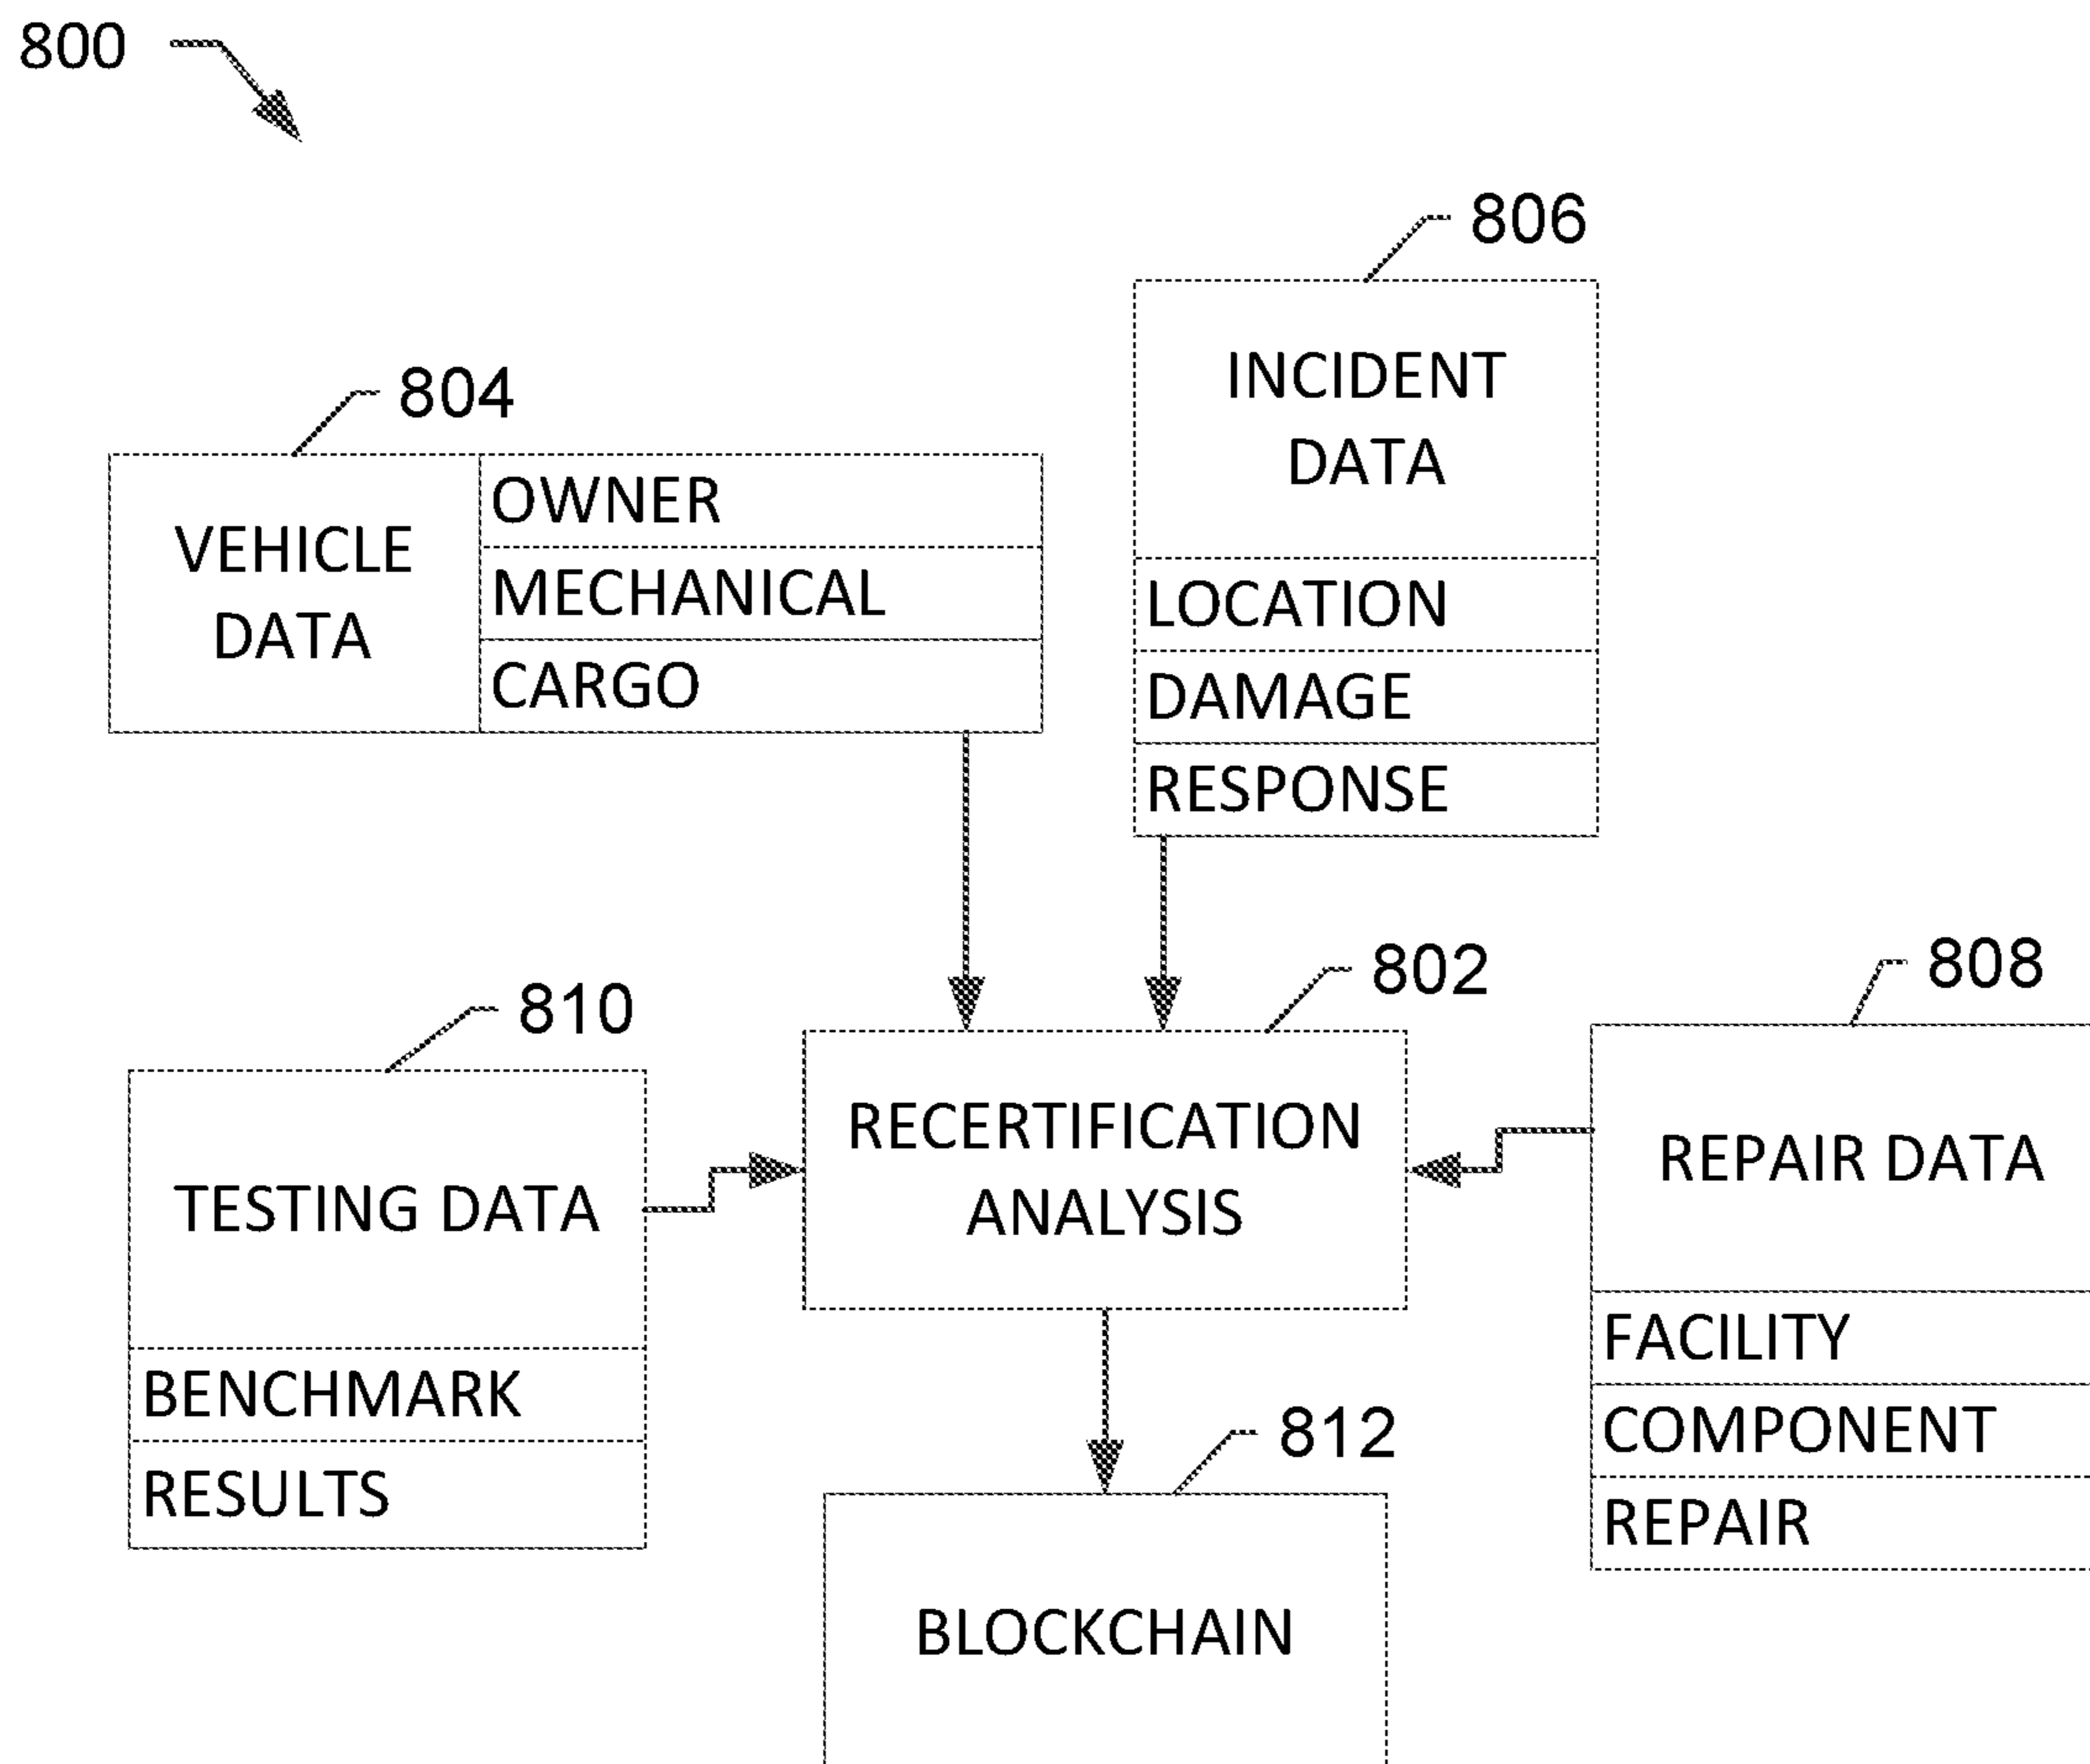 800
806
INCIDENT
DATA
LOCATION
DAMAGE
RESPONSE
804
VEHICLE
DATA
OWNER
MECHANICAL
CARGO
802
RECERTIFICATION
ANALYSIS
808
REPAIR DATA
FACILITY
COMPONENT
REPAIR
810
TESTING DATA
BENCHMARK
RESULTS
812
BLOCKCHAIN